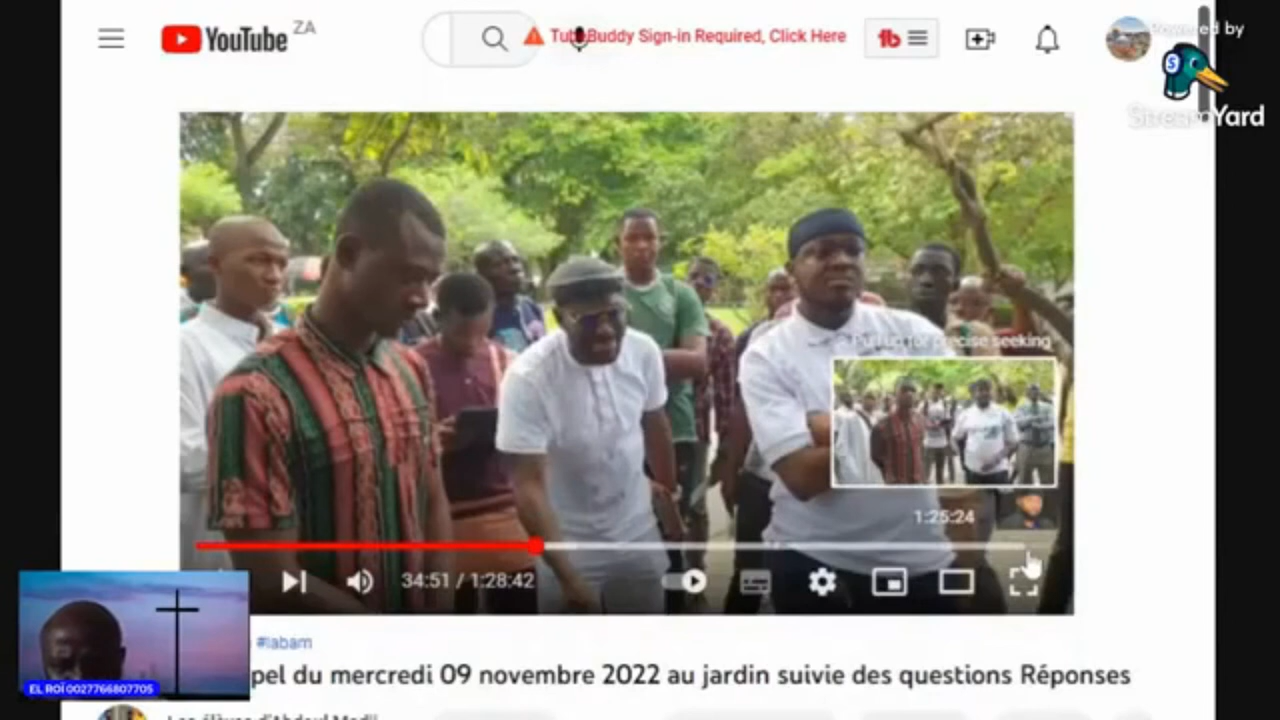 YouTube ZA
TubeBuddy Sign-in Required, Click Here
Powered by
StreamYard
Pull up for precise seeking
1:25:24
34:51 / 1:28:42
#labam
pel du mercredi 09 novembre 2022 au jardin suivie des questions Réponses
EL ROÏ 0027766807705